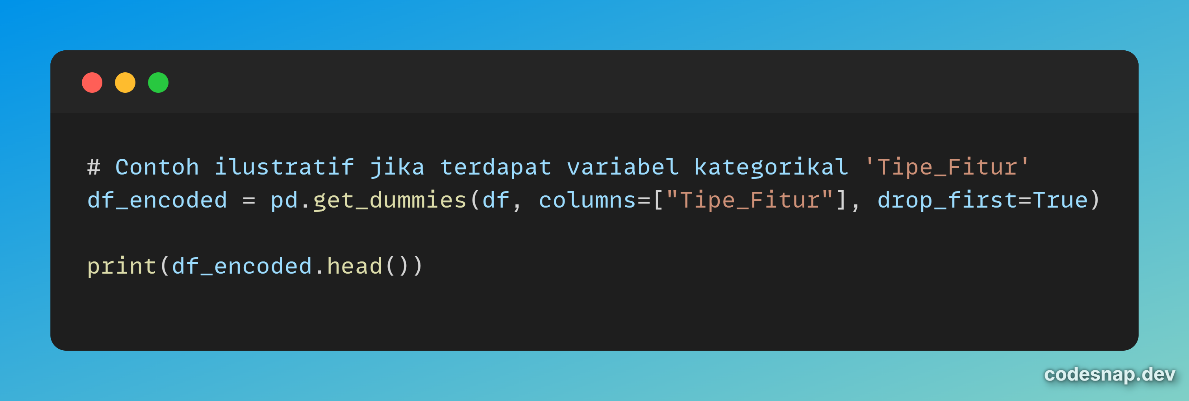 # Contoh ilustratif jika terdapat variabel kategorikal 'Tipe_Fitur'
df_encoded = pd.get_dummies(df, columns=["Tipe_Fitur"], drop_first=True)
print(df_encoded.head())
codesnap.dev